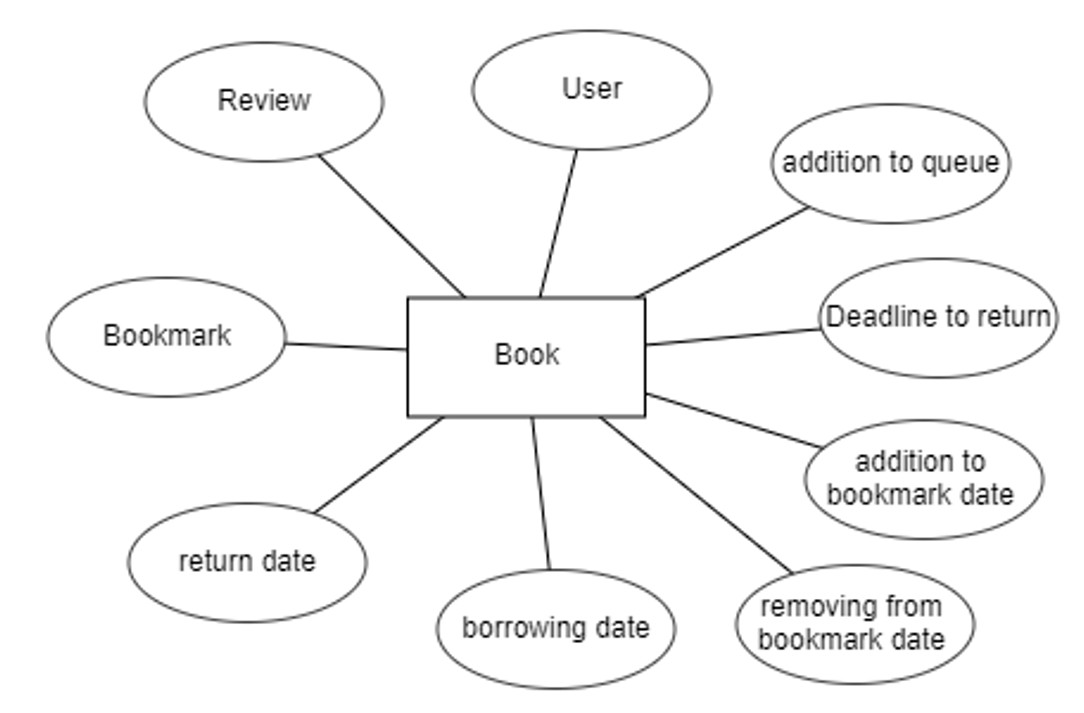 Review
User
addition to queue
Bookmark
Book
Deadline to return
addition to
bookmark date
return date
borrowing date
removing from
bookmark date